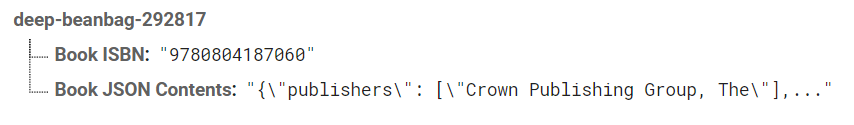 deep-beanbag-292817
Book ISBN: "9780804187060"
Book JSON Contents: "{\"publishers\": [\"Crown Publishing Group, The\"],..."